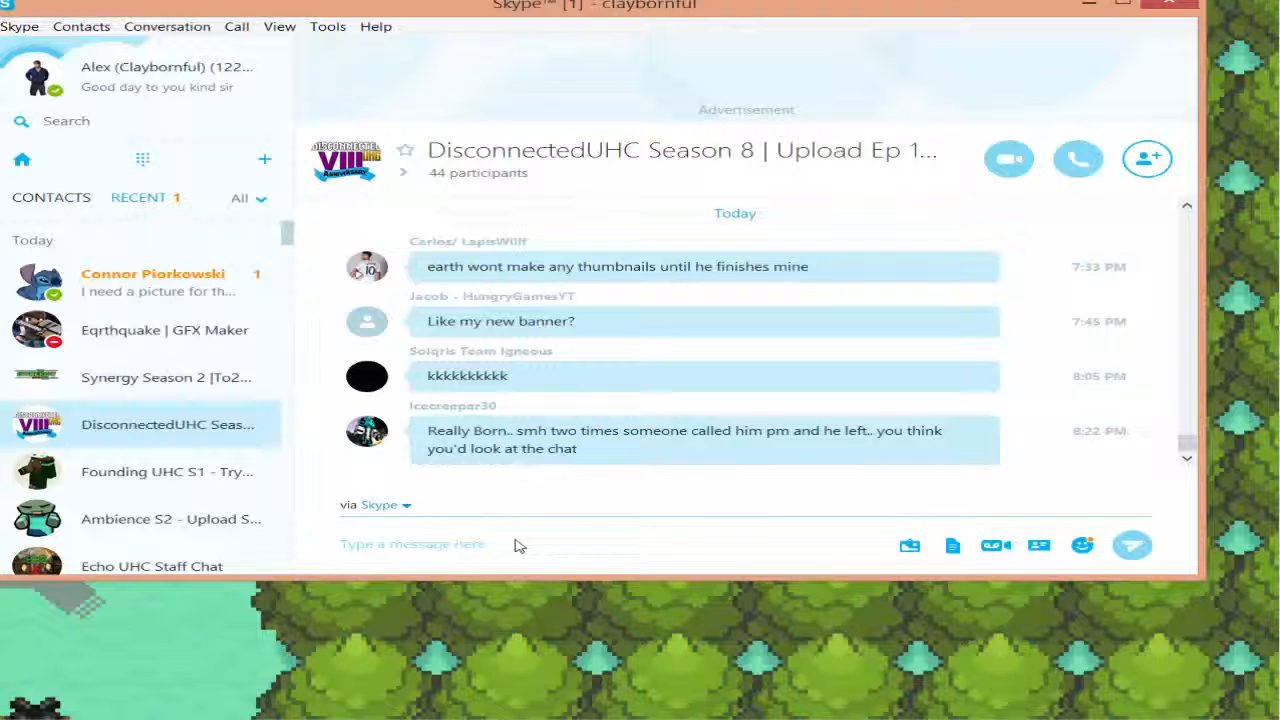 Skype™ [1] - claybornful
Skype Contacts Conversation Call View Tools Help
Alex (Claybornful) (122...
Good day to you kind sir
Search
CONTACTS RECENT 1 All
Today
Connor Piorkowski 1
I need a picture for th...
Eqrthquake | GFX Maker
Synergy Season 2 |To2...
DisconnectedUHC Seas...
Founding UHC S1 - Try...
Ambience S2 - Upload S...
Echo UHC Staff Chat
Advertisement
DISCONNECTED
VIII UHC
Anniversary
DisconnectedUHC Season 8 | Upload Ep 1...
44 participants
Today
Carlos/ LapisW0lf
earth wont make any thumbnails until he finishes mine 7:33 PM
Jacob - HungryGamesYT
Like my new banner? 7:45 PM
Solqris Team Igneous
kkkkkkkkkk 8:05 PM
Icecreeper30
Really Born.. smh two times someone called him pm and he left.. you think 8:22 PM
you'd look at the chat
via Skype
Type a message here